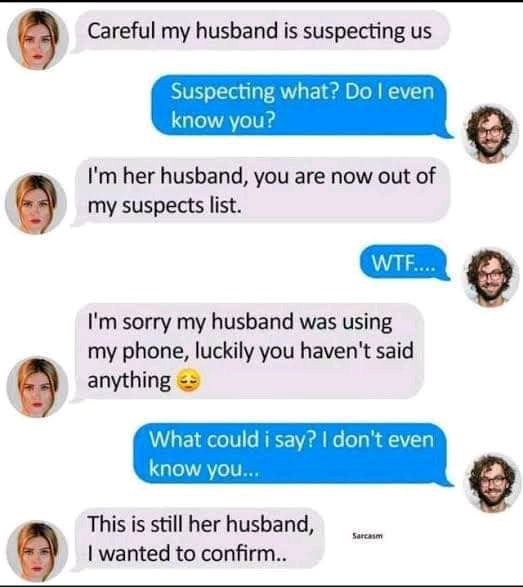 Careful my husband is suspecting us
Suspecting what? Do I even
know you?
I'm her husband, you are now out of
my suspects list.
WTF....
I'm sorry my husband was using
my phone, luckily you haven't said
anything 😔
What could i say? I don't even
know you...
This is still her husband,
I wanted to confirm..
Sarcasm